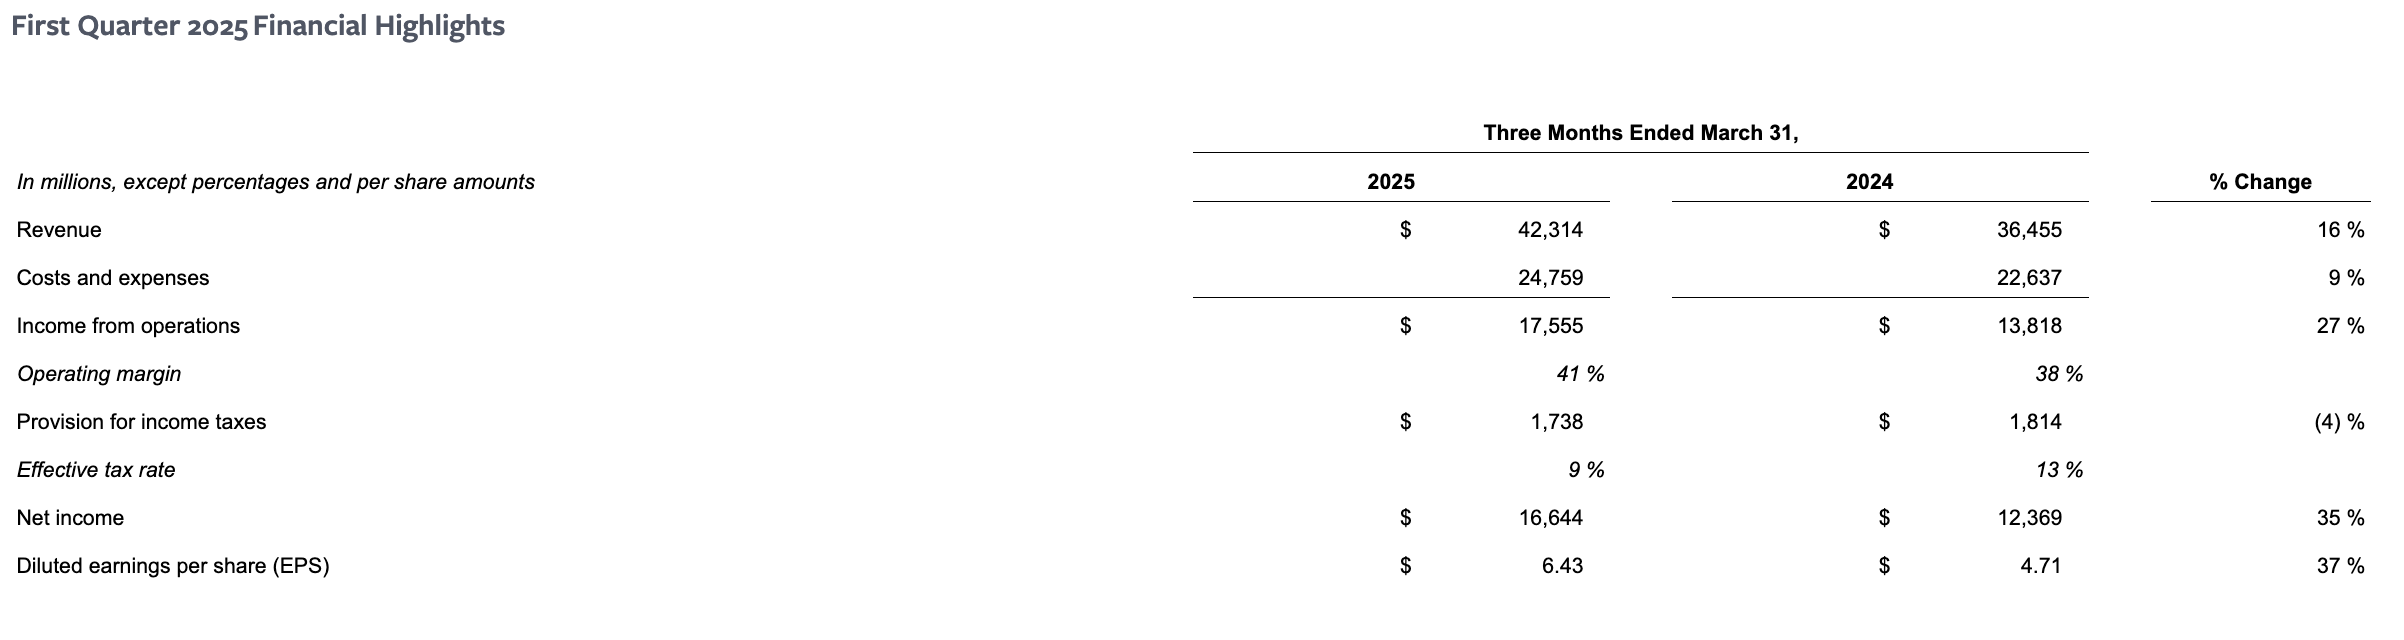 First Quarter 2025 Financial Highlights
Three Months Ended March 31,
In millions, except percentages and per share amounts 2025 2024 % Change
Revenue $ 42,314 $ 36,455 16 %
Costs and expenses 24,759 22,637 9 %
Income from operations $ 17,555 $ 13,818 27 %
Operating margin 41 % 38 %
Provision for income taxes $ 1,738 $ 1,814 (4) %
Effective tax rate 9 % 13 %
Net income $ 16,644 $ 12,369 35 %
Diluted earnings per share (EPS) $ 6.43 $ 4.71 37 %